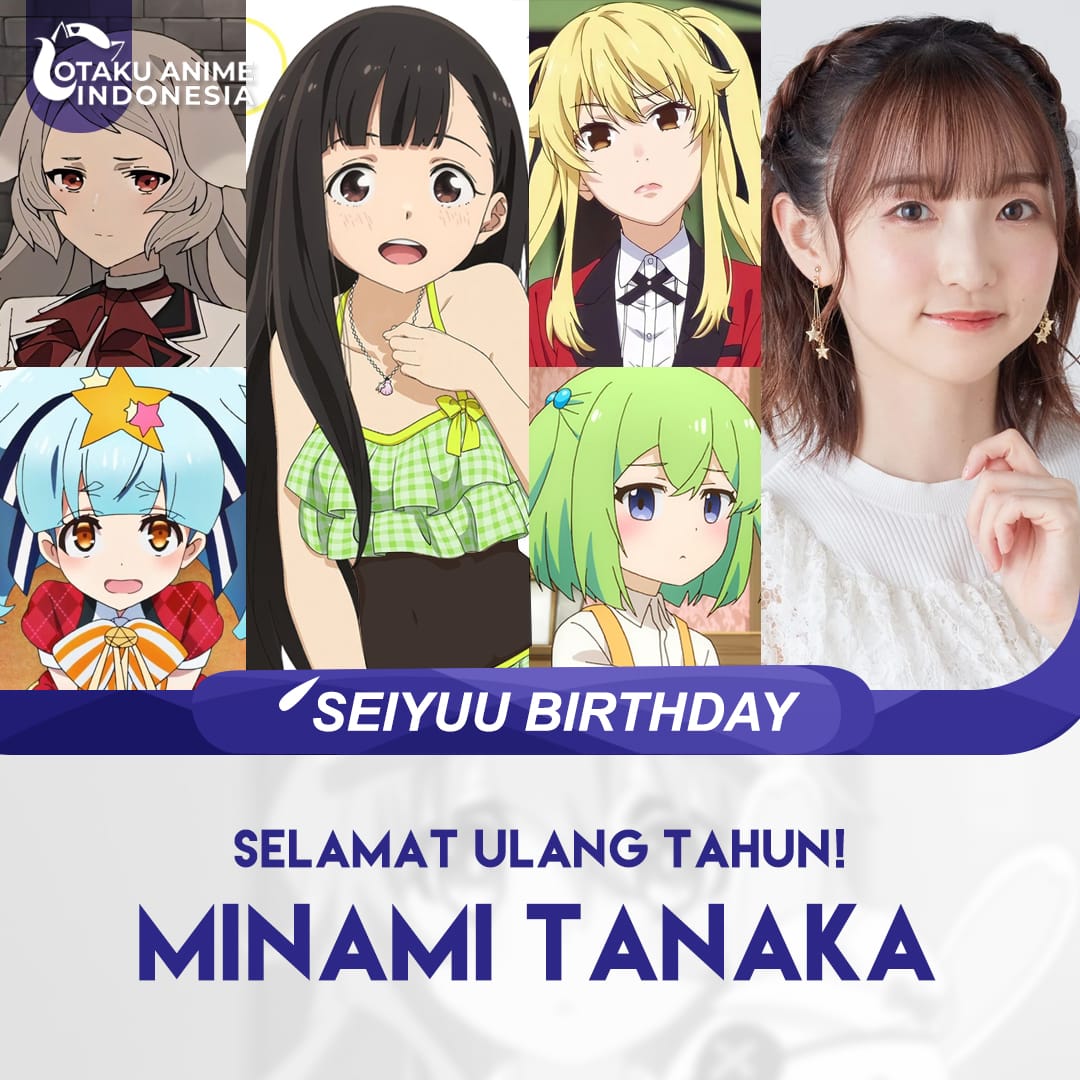 OTAKU ANIME
INDONESIA
SEIYUU BIRTHDAY
SELAMAT ULANG TAHUN!
MINAMI TANAKA